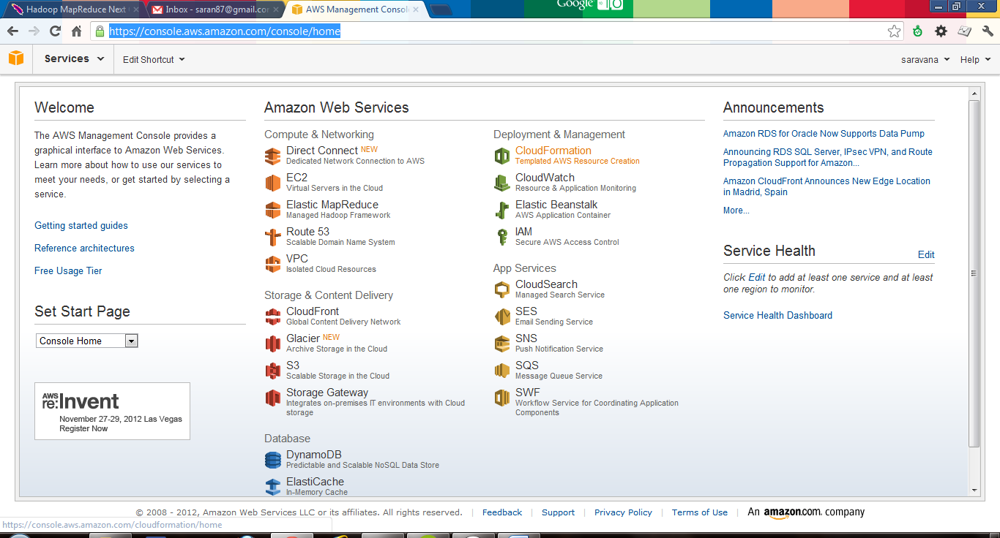 Hadoop MapReduce Next
Inbox - saran87@gmail.co
AWS Management Consol
Google IO
https://console.aws.amazon.com/console/home
Services
Edit Shortcut
saravana
Help
Welcome
The AWS Management Console provides a
graphical interface to Amazon Web Services.
Learn more about how to use our services to
meet your needs, or get started by selecting a
service.
Getting started guides
Reference architectures
Free Usage Tier
Set Start Page
Console Home
AWS
re:Invent
November 27-29, 2012 Las Vegas
Register Now
Amazon Web Services
Compute & Networking
Direct Connect NEW
Dedicated Network Connection to AWS
EC2
Virtual Servers in the Cloud
Elastic MapReduce
Managed Hadoop Framework
Route 53
Scalable Domain Name System
VPC
Isolated Cloud Resources
Storage & Content Delivery
CloudFront
Global Content Delivery Network
Glacier NEW
Archive Storage in the Cloud
S3
Scalable Storage in the Cloud
Storage Gateway
Integrates on-premises IT environments with Cloud
storage
Database
DynamoDB
Predictable and Scalable NoSQL Data Store
ElastiCache
In-Memory Cache
Deployment & Management
CloudFormation
Templated AWS Resource Creation
CloudWatch
Resource & Application Monitoring
Elastic Beanstalk
AWS Application Container
IAM
Secure AWS Access Control
App Services
CloudSearch
Managed Search Service
SES
Email Sending Service
SNS
Push Notification Service
SQS
Message Queue Service
SWF
Workflow Service for Coordinating Application
Components
Announcements
Amazon RDS for Oracle Now Supports Data Pump
Announcing RDS SQL Server, IPsec VPN, and Route
Propagation Support for Amazon...
Amazon CloudFront Announces New Edge Location
in Madrid, Spain
More...
Service Health
Edit
Click Edit to add at least one service and at least
one region to monitor.
Service Health Dashboard
© 2008 - 2012, Amazon Web Services LLC or its affiliates. All rights reserved.
Feedback
Support
Privacy Policy
Terms of Use
An amazon.com. company
https://console.aws.amazon.com/cloudformation/home